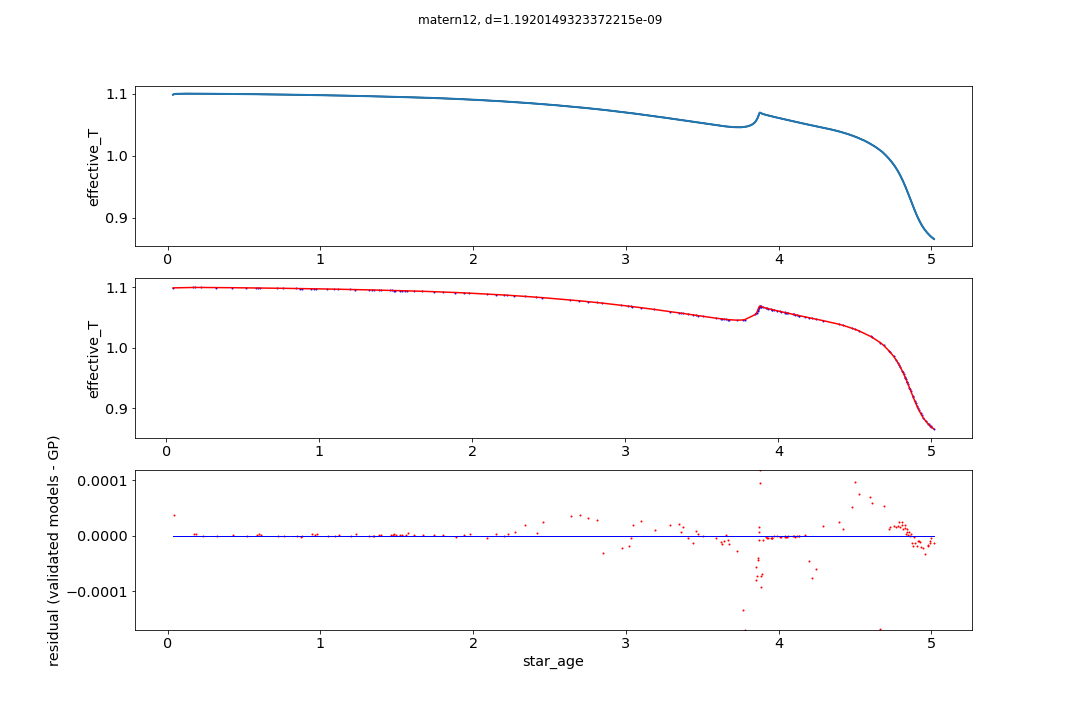 matern12, d=1.1920149323372215e-09
effective_T
1.1
1.0
0.9
0 1 2 3 4 5
effective_T
1.1
1.0
0.9
0 1 2 3 4 5
residual (validated models - GP)
0.0001
0.0000
−0.0001
0 1 2 3 4 5
star_age